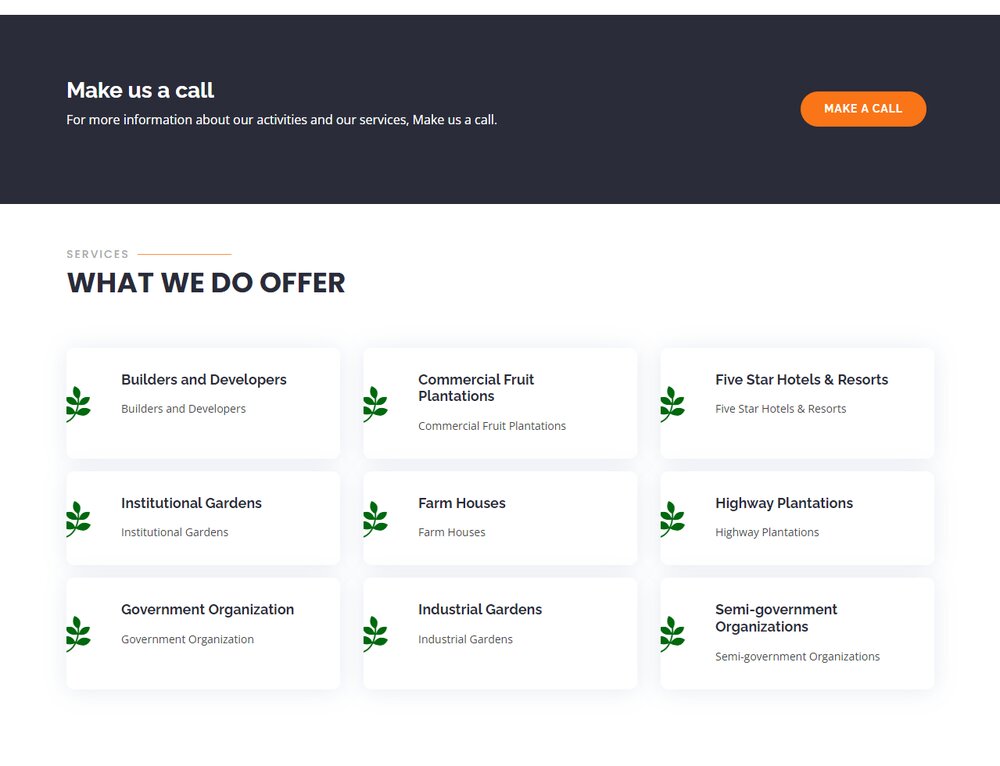 Make us a call
For more information about our activities and our services, Make us a call.
MAKE A CALL
SERVICES
WHAT WE DO OFFER
Builders and Developers
Builders and Developers
Commercial Fruit
Plantations
Commercial Fruit Plantations
Five Star Hotels & Resorts
Five Star Hotels & Resorts
Institutional Gardens
Institutional Gardens
Farm Houses
Farm Houses
Highway Plantations
Highway Plantations
Government Organization
Government Organization
Industrial Gardens
Industrial Gardens
Semi-government
Organizations
Semi-government Organizations